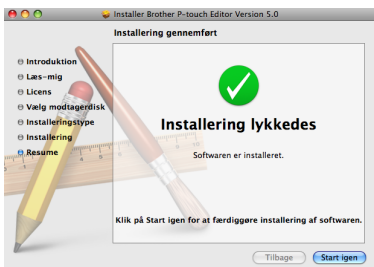 Installer Brother P-touch Editor Version 5.0
Installering gennemført
Introduktion
Læs-mig
Licens
Vælg modtagerdisk
Installeringstype
Installering
Resume
Installering lykkedes
Softwaren er installeret.
Klik på Start igen for at færdiggøre installering af softwaren.
Tilbage
Start igen